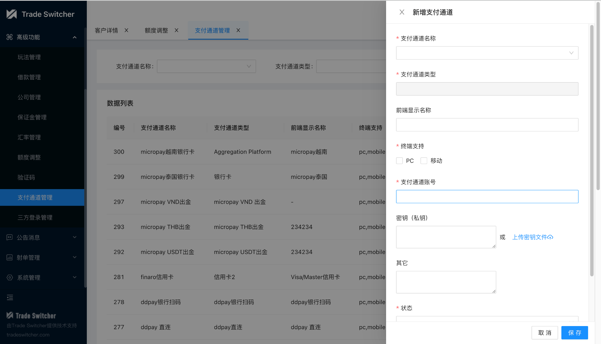 Trade Switcher
高级功能
玩法管理
借款管理
公司管理
保证金管理
汇率管理
额度调整
验证码
支付通道管理
三方登录管理
公告消息
财审管理
系统管理
Trade Switcher
由Trade Switcher提供技术支持
tradeswitcher.com
客户详情 ×
额度调整 ×
支付通道管理 ×
支付通道名称:
支付通道类型:
数据列表
编号 支付通道名称 支付通道类型 前端显示名称 终端支持
300 micropay越南银行卡 Aggregation Platform micropay越南 pc,mobile
299 micropay泰国银行卡 银行卡 micropay泰国 pc,mobile
297 micropay VND出金 micropay VND 出金 - pc,mobile
293 micropay THB出金 micropay THB出金 234234 pc,mobile
292 micropay USDT出金 micropay USDT出金 234234 pc,mobile
281 finaro信用卡 信用卡2 Visa/Master信用卡 pc,mobile
278 ddpay银行扫码 ddpay银行扫码 ddpay银行扫码 pc,mobile
277 ddpay 直连 ddpay直连 ddpay 直连 pc,mobile
× 新增支付通道
* 支付通道名称
* 支付通道类型
前端显示名称
* 终端支持
PC 移动
* 支付通道账号
密钥（私钥）
或 上传密钥文件
其它
* 状态
取 消 保 存